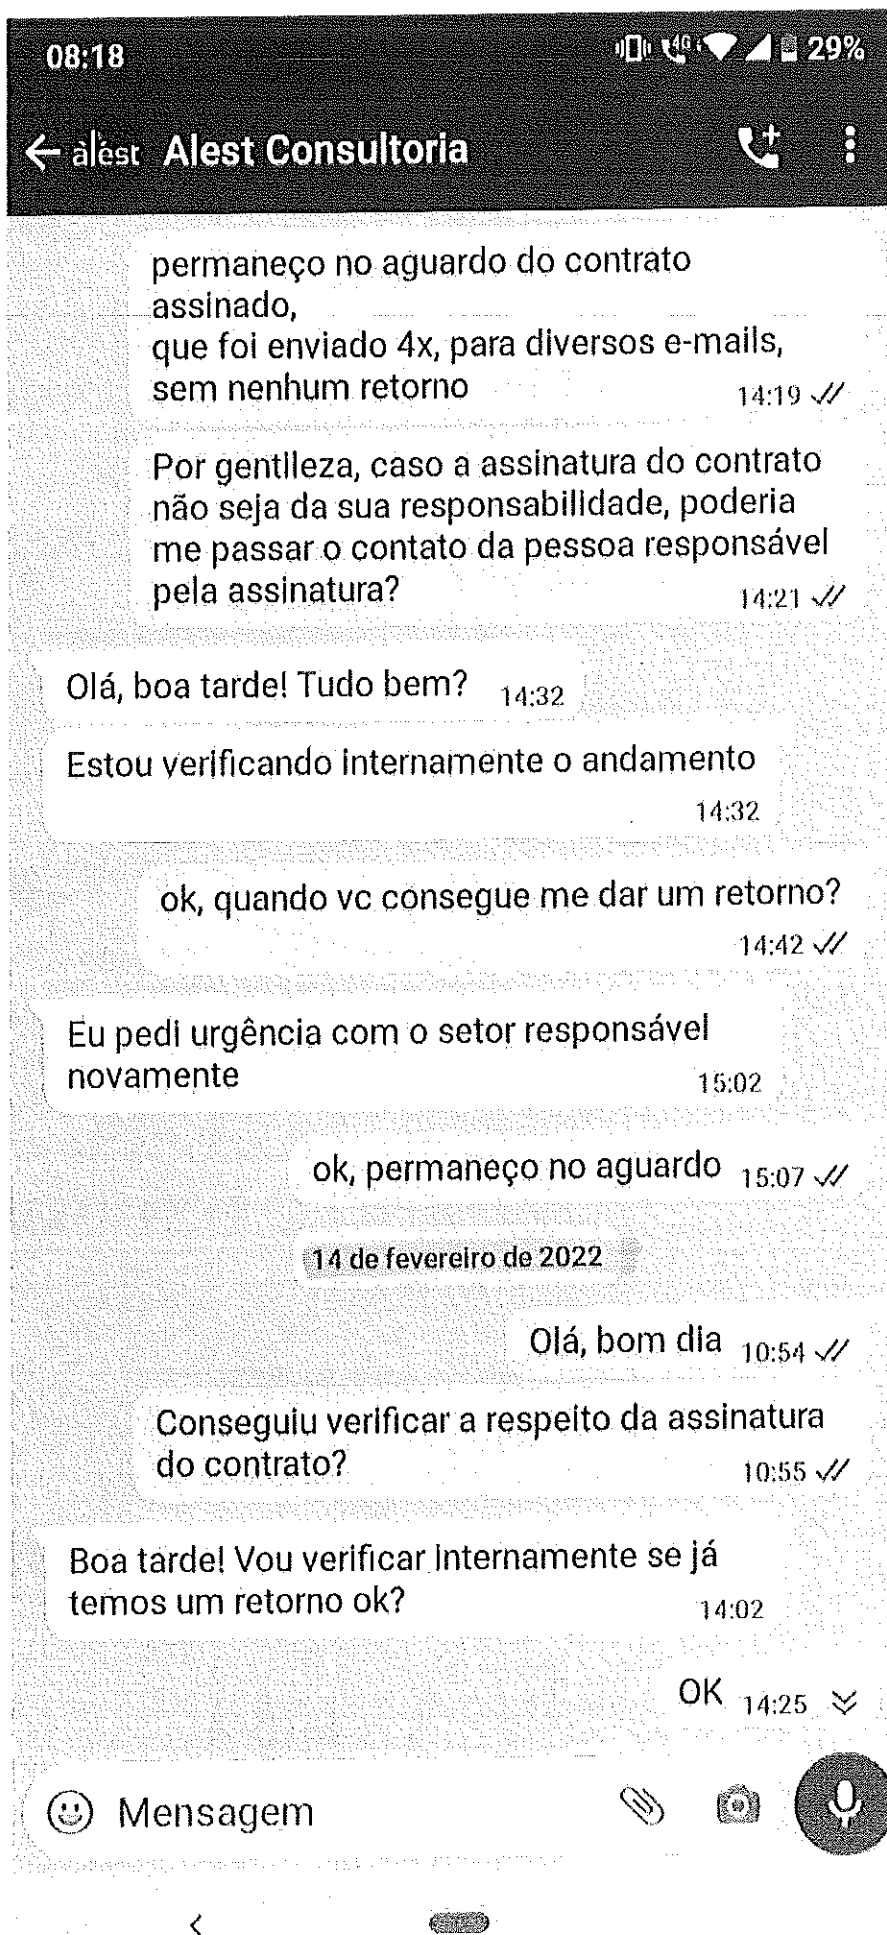 08:18 4G 29%
alest Alest Consultoria
permaneço no aguardo do contrato
assinado,
que foi enviado 4x, para diversos e-mails,
sem nenhum retorno 14:19
Por gentileza, caso a assinatura do contrato
não seja da sua responsabilidade, poderia
me passar o contato da pessoa responsável
pela assinatura? 14:21
Olá, boa tarde! Tudo bem? 14:32
Estou verificando internamente o andamento
14:32
ok, quando vc consegue me dar um retorno?
14:42
Eu pedi urgência com o setor responsável
novamente 15:02
ok, permaneço no aguardo 15:07
14 de fevereiro de 2022
Olá, bom dia 10:54
Conseguiu verificar a respeito da assinatura
do contrato? 10:55
Boa tarde! Vou verificar internamente se já
temos um retorno ok? 14:02
OK 14:25
Mensagem